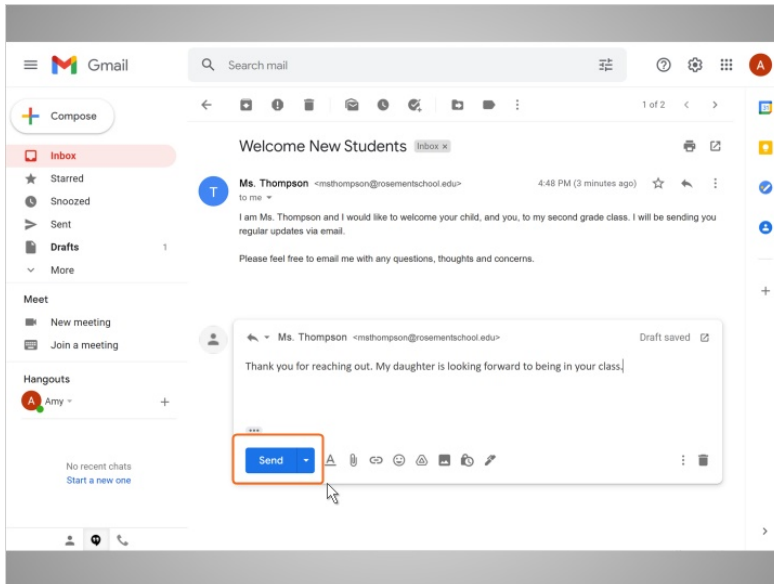 Gmail
Search mail
A
Compose
1 of 2
Welcome New Students Inbox x
Inbox
Starred
Snoozed
Sent
Drafts 1
More
T
Ms. Thompson <msthompson@rosementschool.edu> 4:48 PM (3 minutes ago)
to me
I am Ms. Thompson and I would like to welcome your child, and you, to my second grade class. I will be sending you
regular updates via email.
Please feel free to email me with any questions, thoughts and concerns.
Meet
New meeting
Join a meeting
Hangouts
A Amy
No recent chats
Start a new one
Ms. Thompson <msthompson@rosementschool.edu> Draft saved
Thank you for reaching out. My daughter is looking forward to being in your class.
Send
A